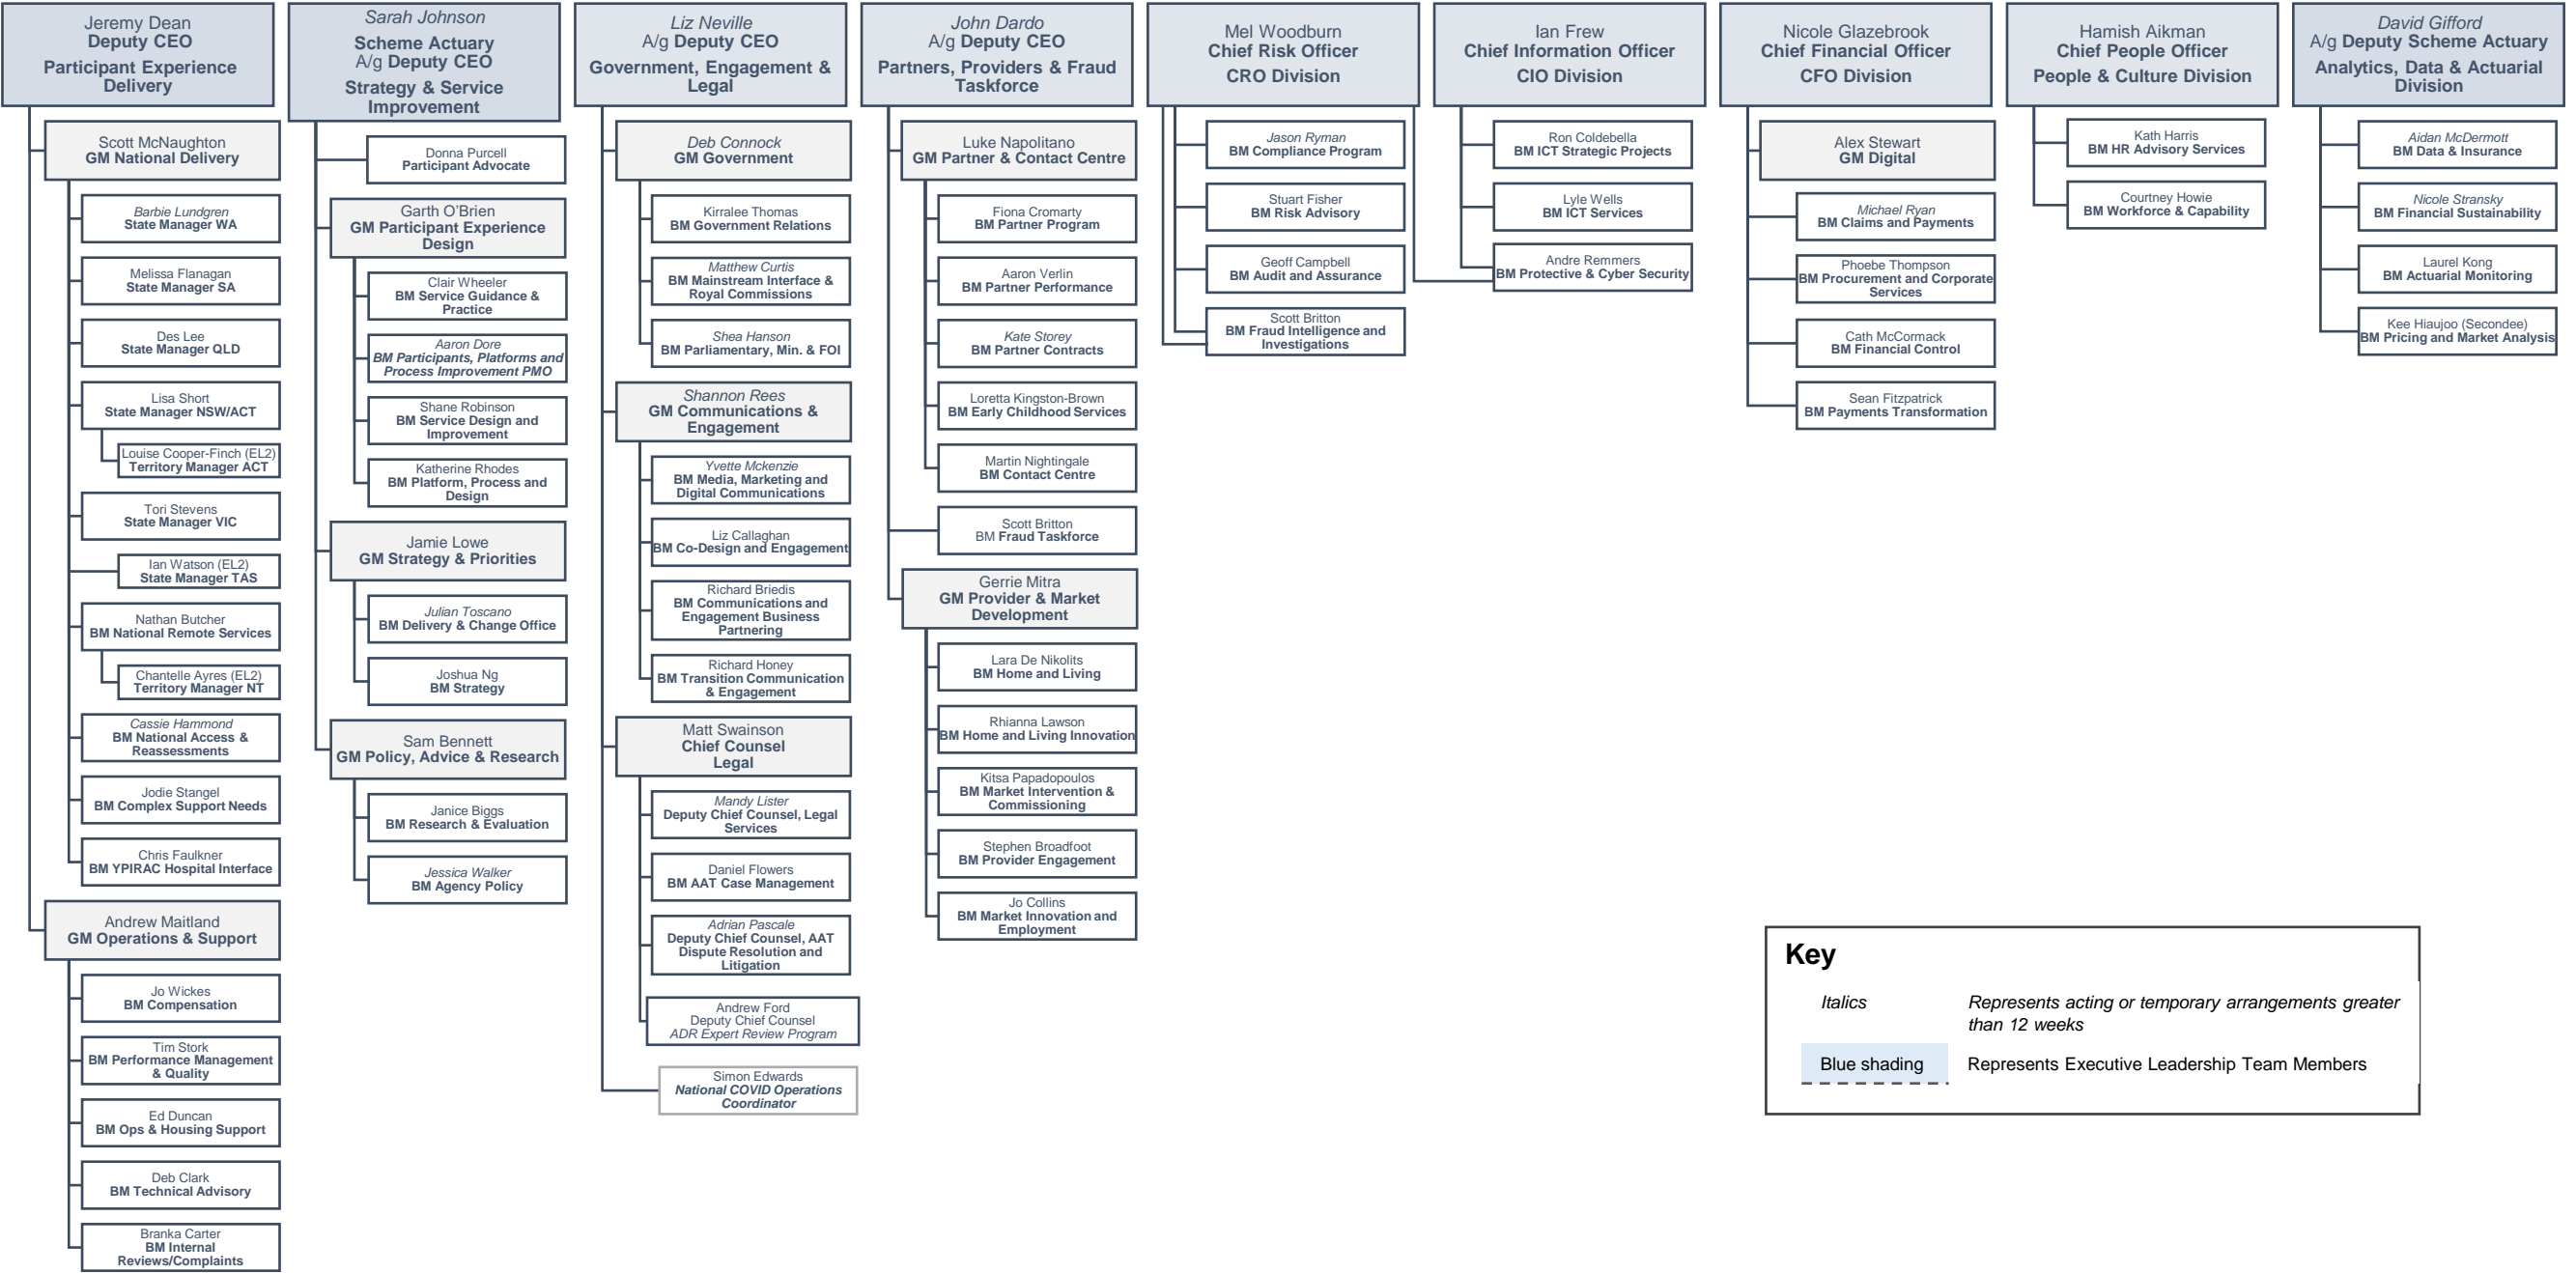 Jeremy Dean
Deputy CEO
Participant Experience
Delivery
Scott McNaughton
GM National Delivery
Barbie Lundgren
State Manager WA
Melissa Flanagan
State Manager SA
Des Lee
State Manager QLD
Lisa Short
State Manager NSW/ACT
Louise Cooper-Finch (EL2)
Territory Manager ACT
Tori Stevens
State Manager VIC
Ian Watson (EL2)
State Manager TAS
Nathan Butcher
BM National Remote Services
Chantelle Ayres (EL2)
Territory Manager NT
Cassie Hammond
BM National Access &
Reassessments
Jodie Stangel
BM Complex Support Needs
Chris Faulkner
BM YPIRAC Hospital Interface
Andrew Maitland
GM Operations & Support
Jo Wickes
BM Compensation
Tim Stork
BM Performance Management
& Quality
Ed Duncan
BM Ops & Housing Support
Deb Clark
BM Technical Advisory
Branka Carter
BM Internal
Reviews/Complaints
Sarah Johnson
Scheme Actuary
A/g Deputy CEO
Strategy & Service
Improvement
Donna Purcell
Participant Advocate
Garth O'Brien
GM Participant Experience
Design
Clair Wheeler
BM Service Guidance &
Practice
Aaron Dore
BM Participants, Platforms and
Process Improvement PMO
Shane Robinson
BM Service Design and
Improvement
Katherine Rhodes
BM Platform, Process and
Design
Jamie Lowe
GM Strategy & Priorities
Julian Toscano
BM Delivery & Change Office
Joshua Ng
BM Strategy
Sam Bennett
GM Policy, Advice & Research
Janice Biggs
BM Research & Evaluation
Jessica Walker
BM Agency Policy
Liz Neville
A/g Deputy CEO
Government, Engagement &
Legal
Deb Connock
GM Government
Kirralee Thomas
BM Government Relations
Matthew Curtis
BM Mainstream Interface &
Royal Commissions
Shea Hanson
BM Parliamentary, Min. & FOI
Shannon Rees
GM Communications &
Engagement
Yvette Mckenzie
BM Media, Marketing and
Digital Communications
Liz Callaghan
BM Co-Design and Engagement
Richard Briedis
BM Communications and
Engagement Business
Partnering
Richard Honey
BM Transition Communication
& Engagement
Matt Swainson
Chief Counsel
Legal
Mandy Lister
Deputy Chief Counsel, Legal
Services
Daniel Flowers
BM AAT Case Management
Adrian Pascale
Deputy Chief Counsel, AAT
Dispute Resolution and
Litigation
Andrew Ford
Deputy Chief Counsel
ADR Expert Review Program
Simon Edwards
National COVID Operations
Coordinator
John Dardo
A/g Deputy CEO
Partners, Providers & Fraud
Taskforce
Luke Napolitano
GM Partner & Contact Centre
Fiona Cromarty
BM Partner Program
Aaron Verlin
BM Partner Performance
Kate Storey
BM Partner Contracts
Loretta Kingston-Brown
BM Early Childhood Services
Martin Nightingale
BM Contact Centre
Scott Britton
BM Fraud Taskforce
Gerrie Mitra
GM Provider & Market
Development
Lara De Nikolits
BM Home and Living
Rhianna Lawson
BM Home and Living Innovation
Kitsa Papadopoulos
BM Market Intervention &
Commissioning
Stephen Broadfoot
BM Provider Engagement
Jo Collins
BM Market Innovation and
Employment
Mel Woodburn
Chief Risk Officer
CRO Division
Jason Ryman
BM Compliance Program
Stuart Fisher
BM Risk Advisory
Geoff Campbell
BM Audit and Assurance
Scott Britton
BM Fraud Intelligence and
Investigations
Ian Frew
Chief Information Officer
CIO Division
Ron Coldebella
BM ICT Strategic Projects
Lyle Wells
BM ICT Services
Andre Remmers
BM Protective & Cyber Security
Nicole Glazebrook
Chief Financial Officer
CFO Division
Alex Stewart
GM Digital
Michael Ryan
BM Claims and Payments
Phoebe Thompson
BM Procurement and Corporate
Services
Cath McCormack
BM Financial Control
Sean Fitzpatrick
BM Payments Transformation
Hamish Aikman
Chief People Officer
People & Culture Division
Kath Harris
BM HR Advisory Services
Courtney Howie
BM Workforce & Capability
David Gifford
A/g Deputy Scheme Actuary
Analytics, Data & Actuarial
Division
Aidan McDermott
BM Data & Insurance
Nicole Stransky
BM Financial Sustainability
Laurel Kong
BM Actuarial Monitoring
Kee Hiaujoo (Secondee)
BM Pricing and Market Analysis
Key
Italics
Represents acting or temporary arrangements greater
than 12 weeks
Blue shading
Represents Executive Leadership Team Members